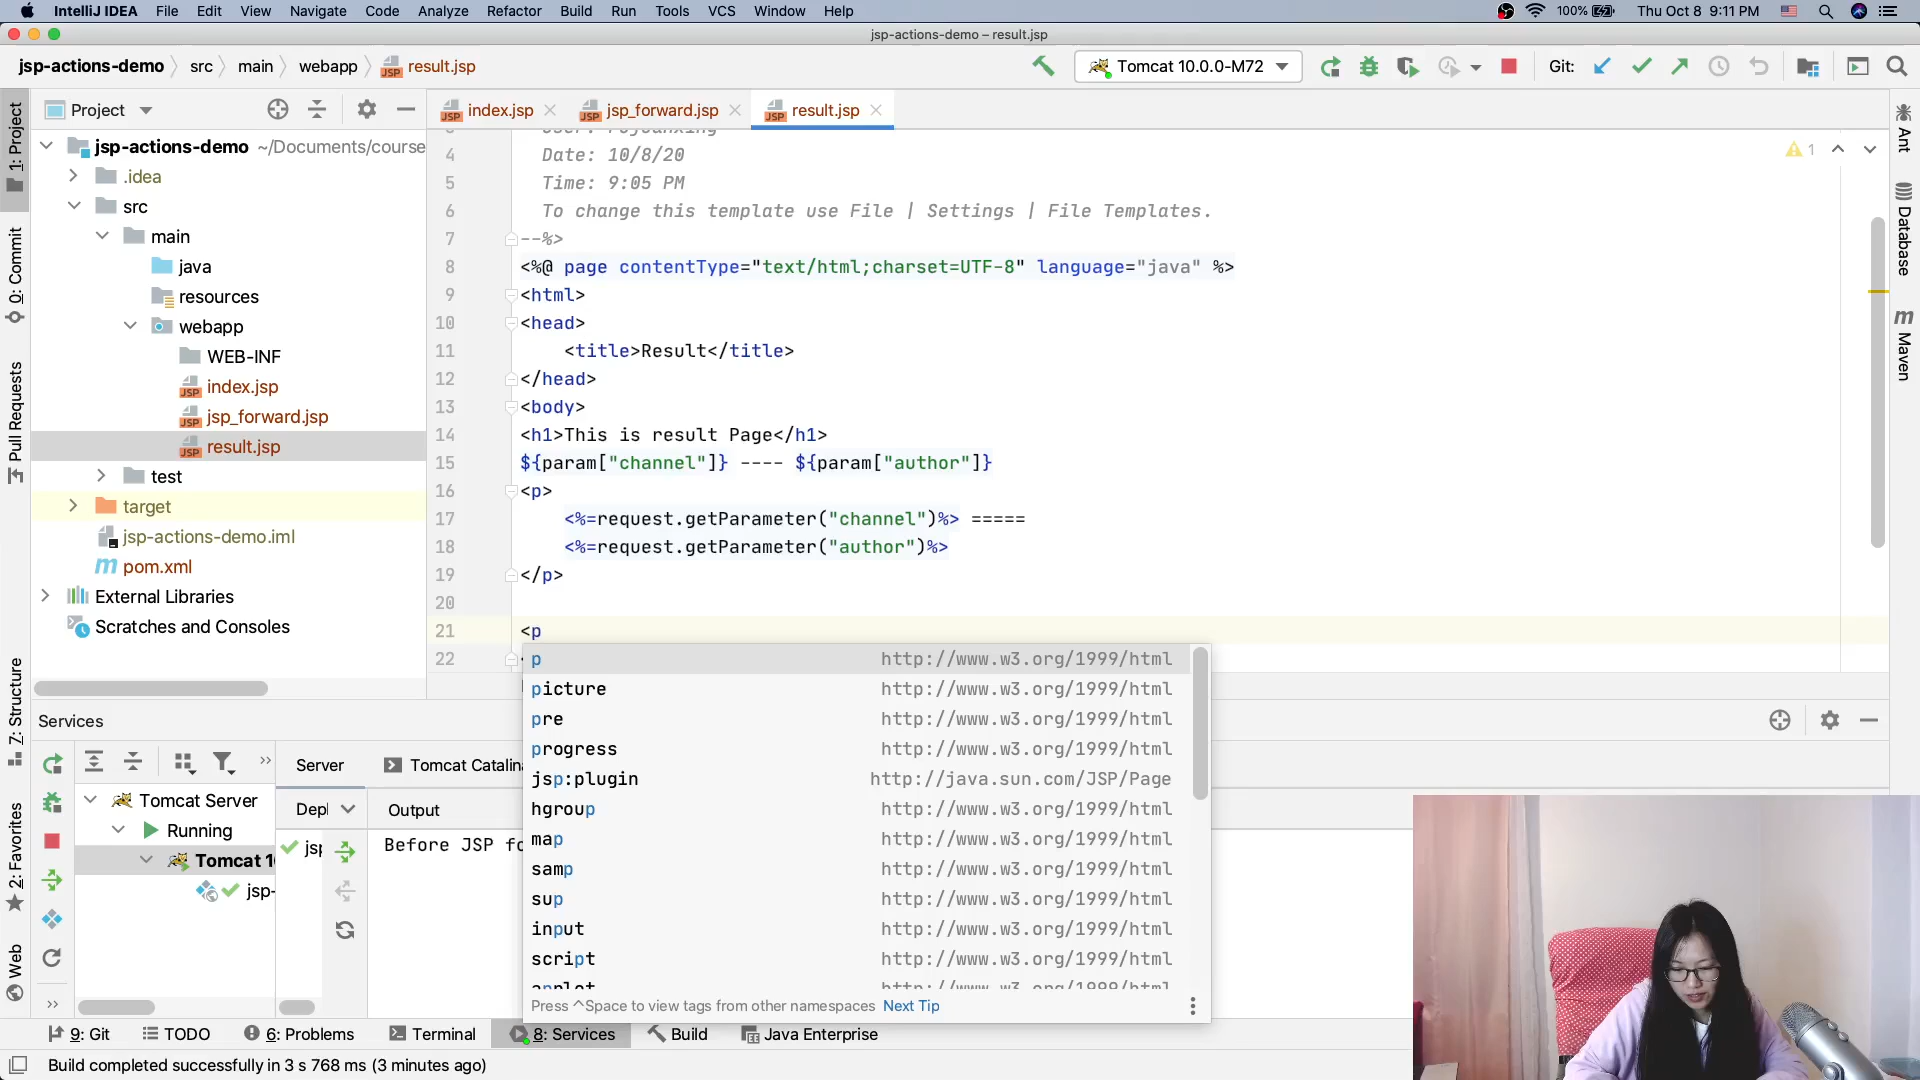 IntelliJ IDEA File Edit View Navigate Code Analyze Refactor Build Run Tools VCS Window Help 100% Thu Oct 8 9:11 PM
jsp-actions-demo – result.jsp
jsp-actions-demo src main webapp result.jsp Tomcat 10.0.0-M72 Git:
Project
index.jsp jsp_forward.jsp result.jsp
jsp-actions-demo ~/Documents/course
.idea
src
main
java
resources
webapp
WEB-INF
index.jsp
jsp_forward.jsp
result.jsp
test
target
jsp-actions-demo.iml
pom.xml
External Libraries
Scratches and Consoles
1: Project
0: Commit
Pull Requests
Z: Structure
2: Favorites
Web
1
4 Date: 10/8/20
5 Time: 9:05 PM
6 To change this template use File | Settings | File Templates.
7 --%>
8 <%@ page contentType="text/html;charset=UTF-8" language="java" %>
9 <html>
10 <head>
11 <title>Result</title>
12 </head>
13 <body>
14 <h1>This is result Page</h1>
15 ${param["channel"]} ---- ${param["author"]}
16 <p>
17 <%=request.getParameter("channel")%> =====
18 <%=request.getParameter("author")%>
19 </p>
20
21 <p
22
p http://www.w3.org/1999/html
picture http://www.w3.org/1999/html
pre http://www.w3.org/1999/html
progress http://www.w3.org/1999/html
jsp:plugin http://java.sun.com/JSP/Page
hgroup http://www.w3.org/1999/html
map http://www.w3.org/1999/html
samp http://www.w3.org/1999/html
sup http://www.w3.org/1999/html
input http://www.w3.org/1999/html
script http://www.w3.org/1999/html
applet http://www.w3.org/1999/html
Press ^Space to view tags from other namespaces Next Tip
Ant
Database
Maven
Services
Server Tomcat Catalin
Tomcat Server
Running
Tomcat 1
jsp-
Depl Output
jsp
Before JSP fo
9: Git TODO 6: Problems Terminal 8: Services Build Java Enterprise
Build completed successfully in 3 s 768 ms (3 minutes ago)